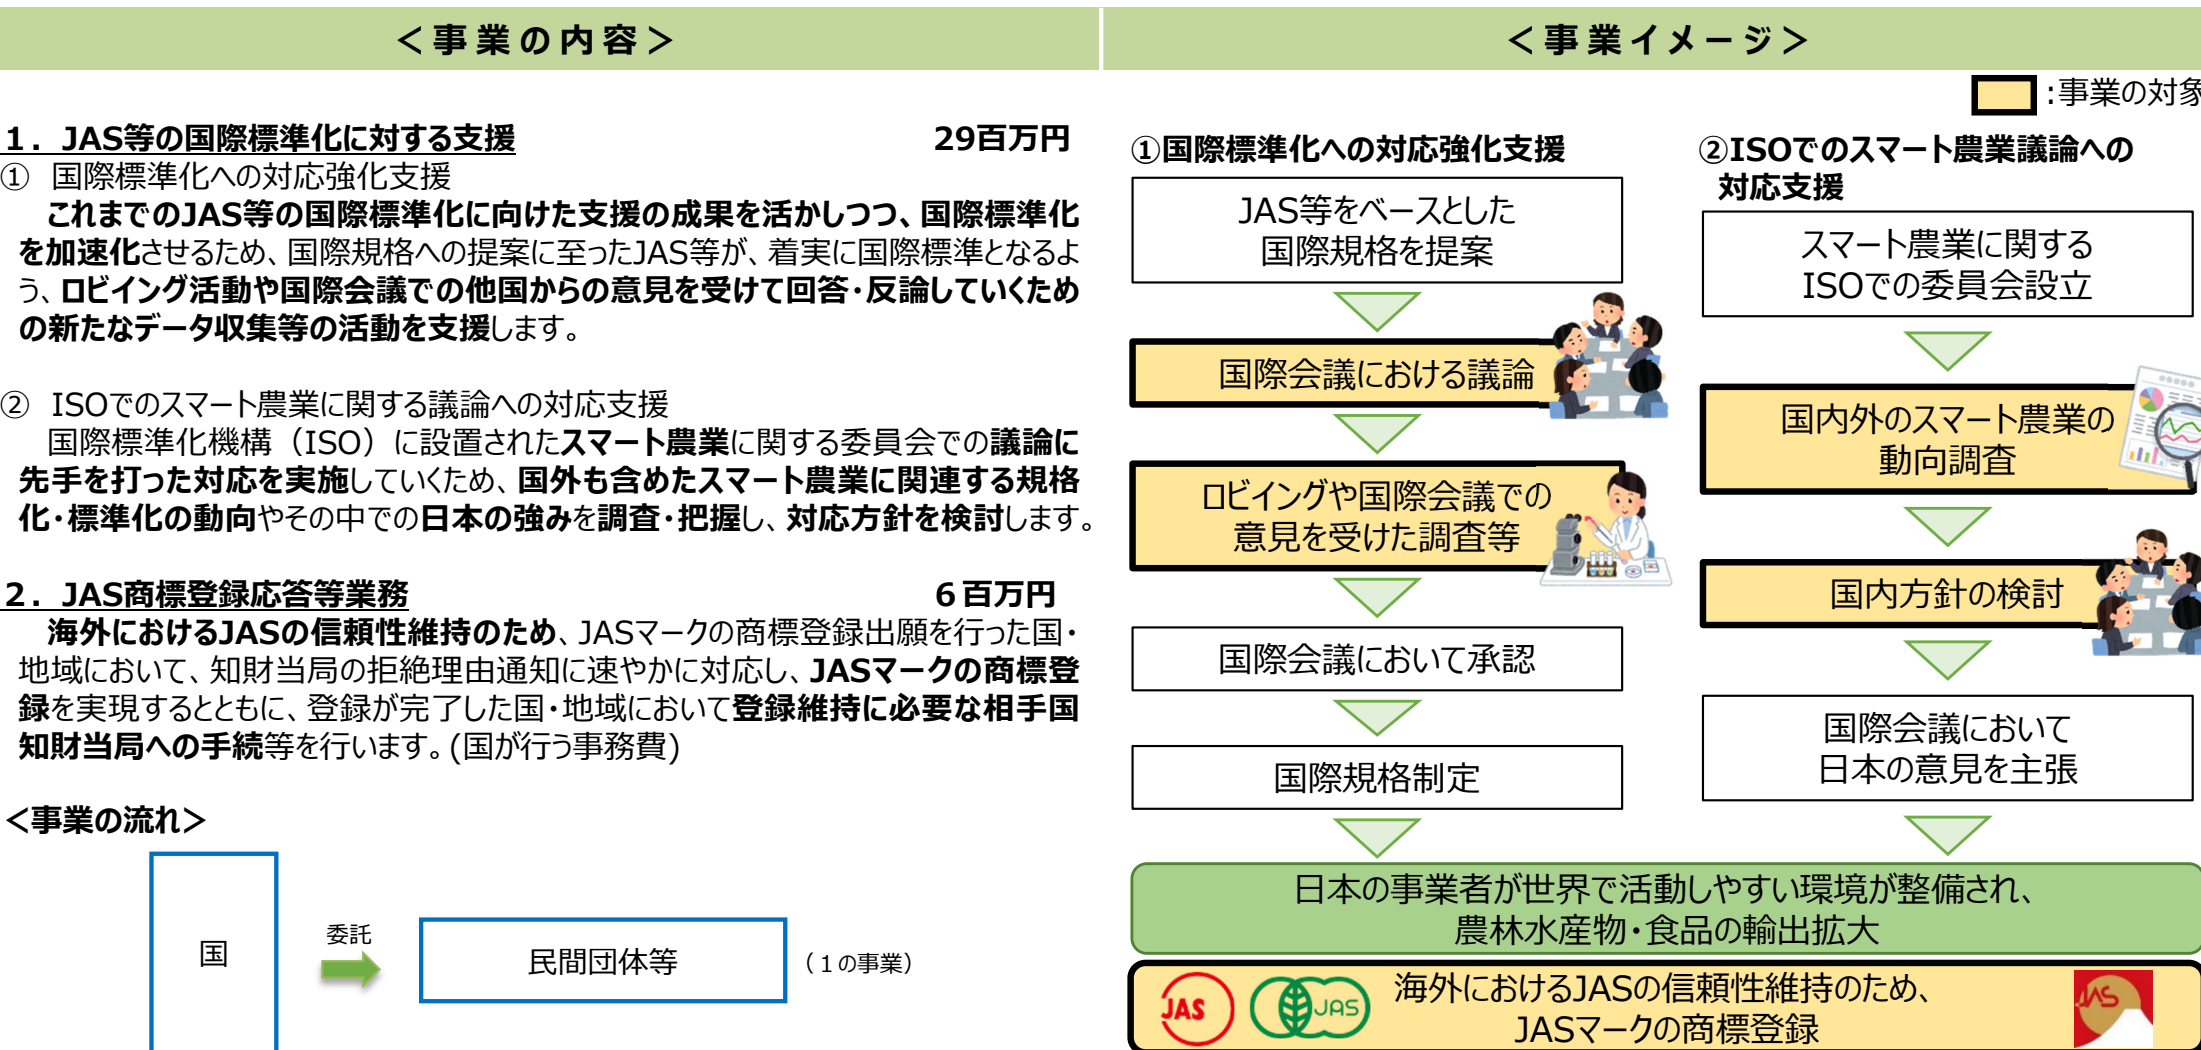 ＜事業の内容＞
１．JAS等の国際標準化に対する支援　29百万円
①　国際標準化への対応強化支援
これまでのJAS等の国際標準化に向けた支援の成果を活かしつつ、国際標準化
を加速化させるため、国際規格への提案に至ったJAS等が、着実に国際標準となるよ
う、ロビイング活動や国際会議での他国からの意見を受けて回答・反論していくため
の新たなデータ収集等の活動を支援します。
②　ISOでのスマート農業に関する議論への対応支援
国際標準化機構（ISO）に設置されたスマート農業に関する委員会での議論に
先手を打った対応を実施していくため、国外も含めたスマート農業に関連する規格
化・標準化の動向やその中での日本の強みを調査・把握し、対応方針を検討します。
２．JAS商標登録応答等業務　６百万円
海外におけるJASの信頼性維持のため、JASマークの商標登録出願を行った国・
地域において、知財当局の拒絶理由通知に速やかに対応し、JASマークの商標登
録を実現するとともに、登録が完了した国・地域において登録維持に必要な相手国
知財当局への手続等を行います。(国が行う事務費)
＜事業の流れ＞
国
委託
民間団体等
（１の事業）
＜事業イメージ＞
:事業の対象
①国際標準化への対応強化支援
JAS等をベースとした
国際規格を提案
国際会議における議論
ロビイングや国際会議での
意見を受けた調査等
国際会議において承認
国際規格制定
②ISOでのスマート農業議論への
対応支援
スマート農業に関する
ISOでの委員会設立
国内外のスマート農業の
動向調査
国内方針の検討
国際会議において
日本の意見を主張
日本の事業者が世界で活動しやすい環境が整備され、
農林水産物・食品の輸出拡大
JAS
JAS
海外におけるJASの信頼性維持のため、
JASマークの商標登録
JAS